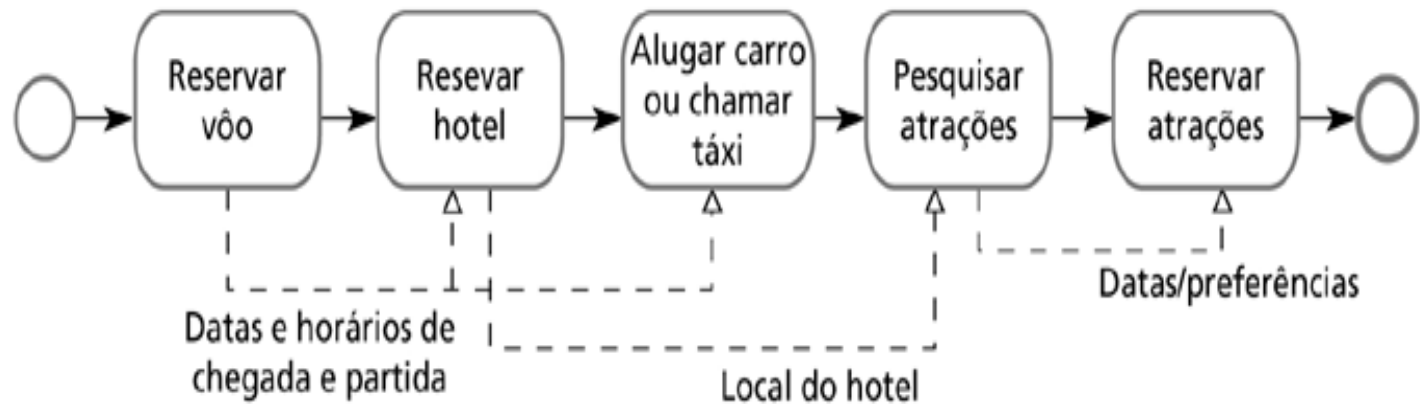 Reservar
vôo
Resevar
hotel
Alugar carro
ou chamar
táxi
Pesquisar
atrações
Reservar
atrações
Datas e horários de
chegada e partida
Local do hotel
Datas/preferências